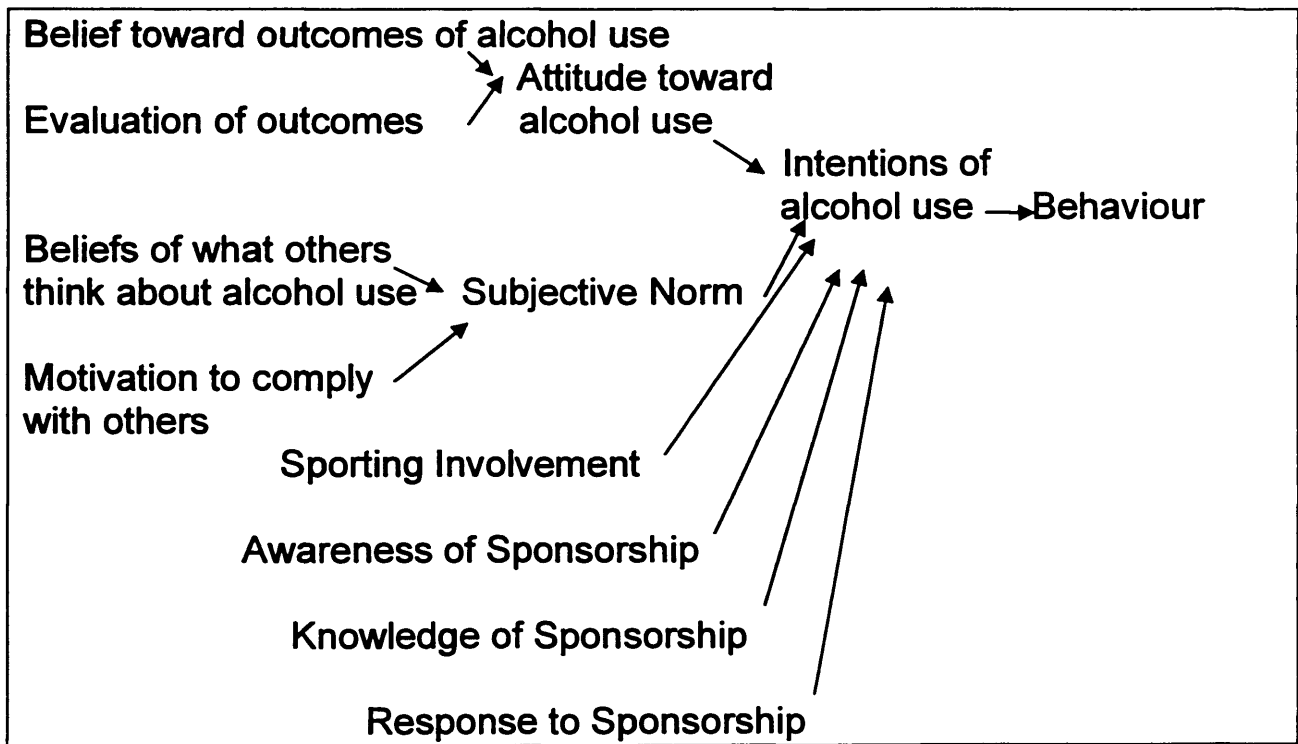 Belief toward outcomes of alcohol use
Attitude toward
alcohol use
Evaluation of outcomes
Intentions of
alcohol use
Behaviour
Beliefs of what others
think about alcohol use
Subjective Norm
Motivation to comply
with others
Sporting Involvement
Awareness of Sponsorship
Knowledge of Sponsorship
Response to Sponsorship